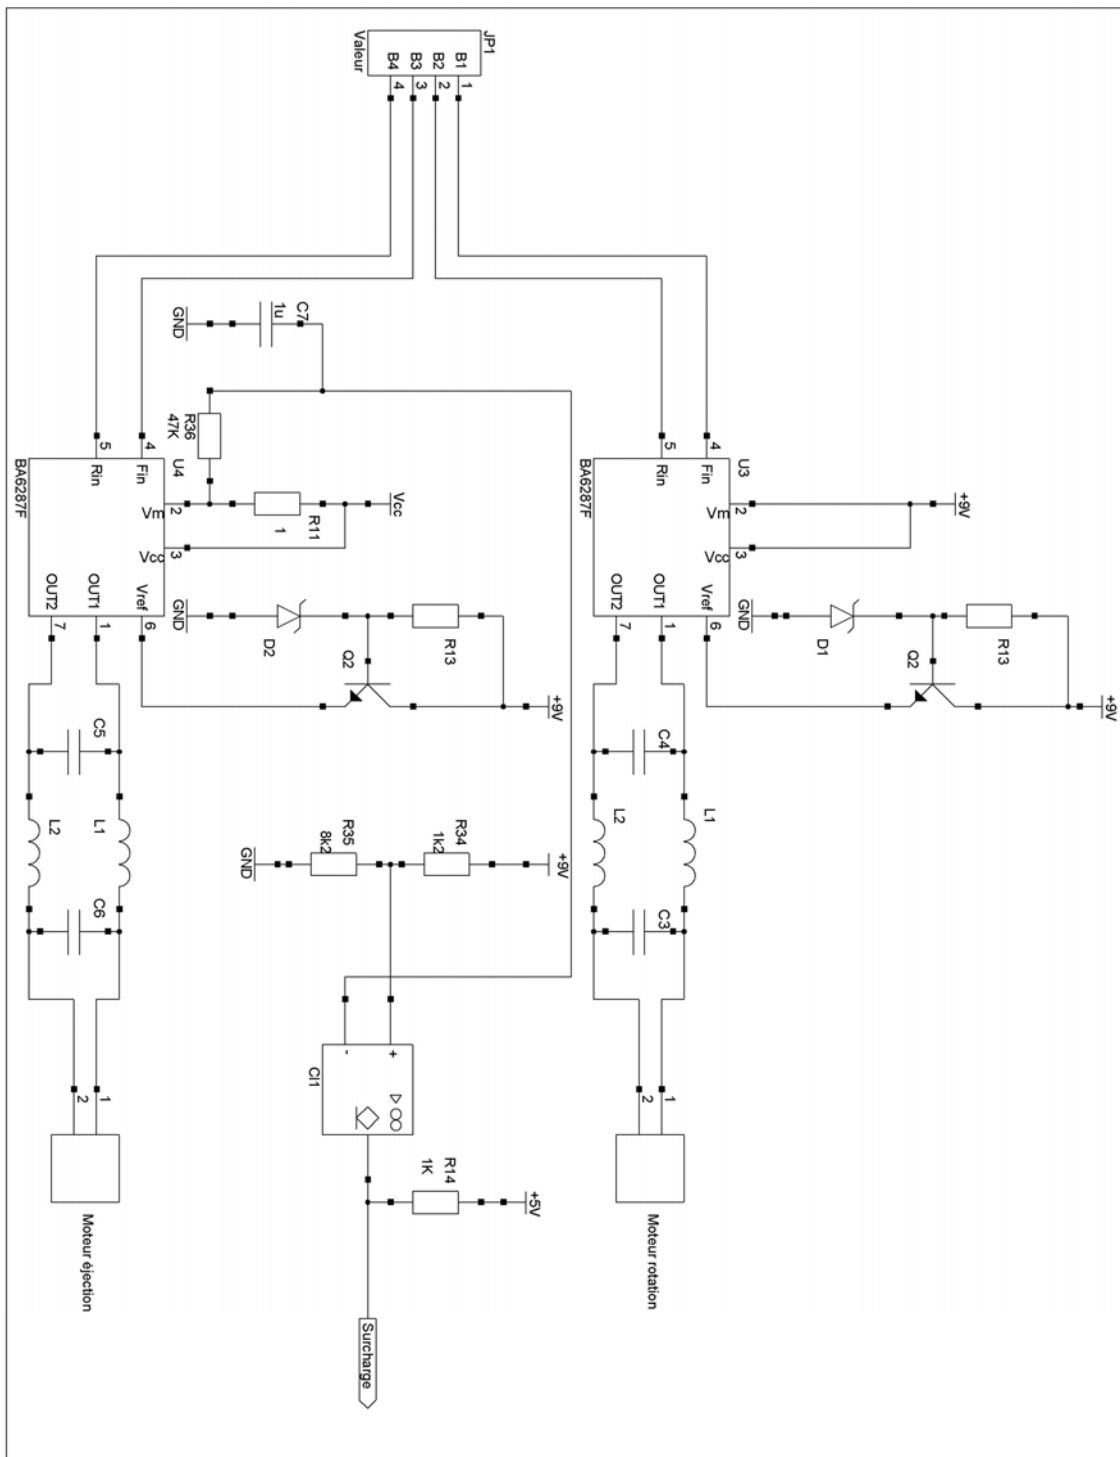 JP1
Valeur
B1
B2
B3
B4
1
2
3
4
+9V
U3
BA6287F
4
Fin
5
Rin
Vm
2
Vcc
3
Vref
6
OUT1
1
OUT2
7
GND
D1
R13
Q2
+9V
C4
L1
L2
C3
1
2
Moteur rotation
C7
1u
GND
R36
47K
Vcc
R11
1
U4
BA6287F
4
Fin
5
Rin
Vm
2
Vcc
3
Vref
6
OUT1
1
OUT2
7
GND
D2
R13
Q2
+9V
+9V
R34
1k2
R35
8k2
GND
+
-
CI1
+5V
R14
1K
Surcharge
C5
L1
L2
C6
1
2
Moteur éjection